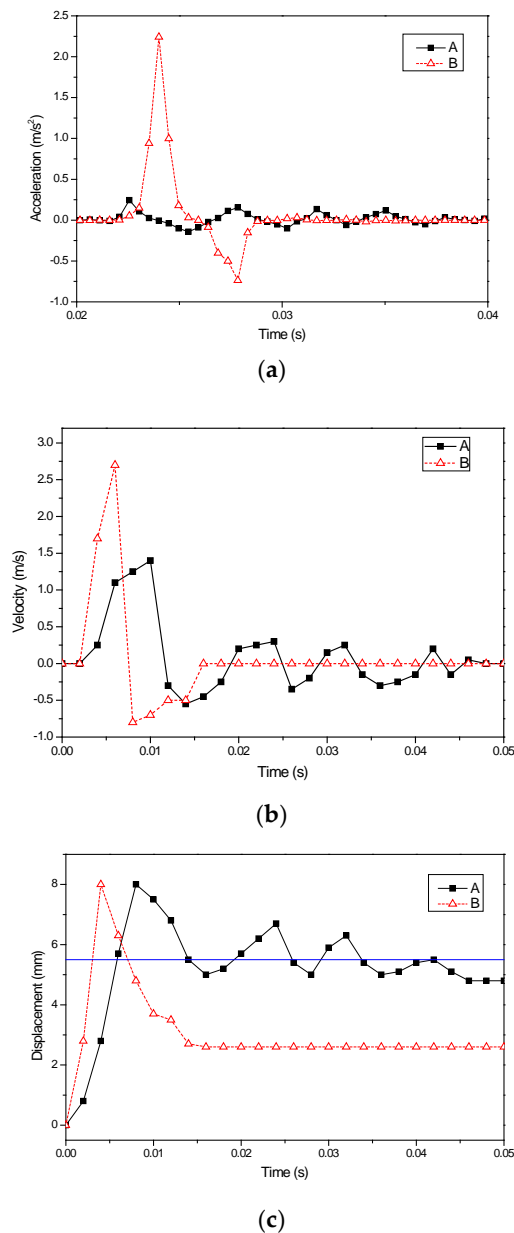 2.5
2.0
1.5
1.0
0.5
0.0
-0.5
-1.0
Acceleration (m/s²)
A
B
0.02 0.03 0.04
Time (s)
(a)
3.0
2.5
2.0
1.5
1.0
0.5
0.0
-0.5
-1.0
Velocity (m/s)
A
B
0.00 0.01 0.02 0.03 0.04 0.05
Time (s)
(b)
8
6
4
2
0
Displacement (mm)
A
B
0.00 0.01 0.02 0.03 0.04 0.05
Time (s)
(c)